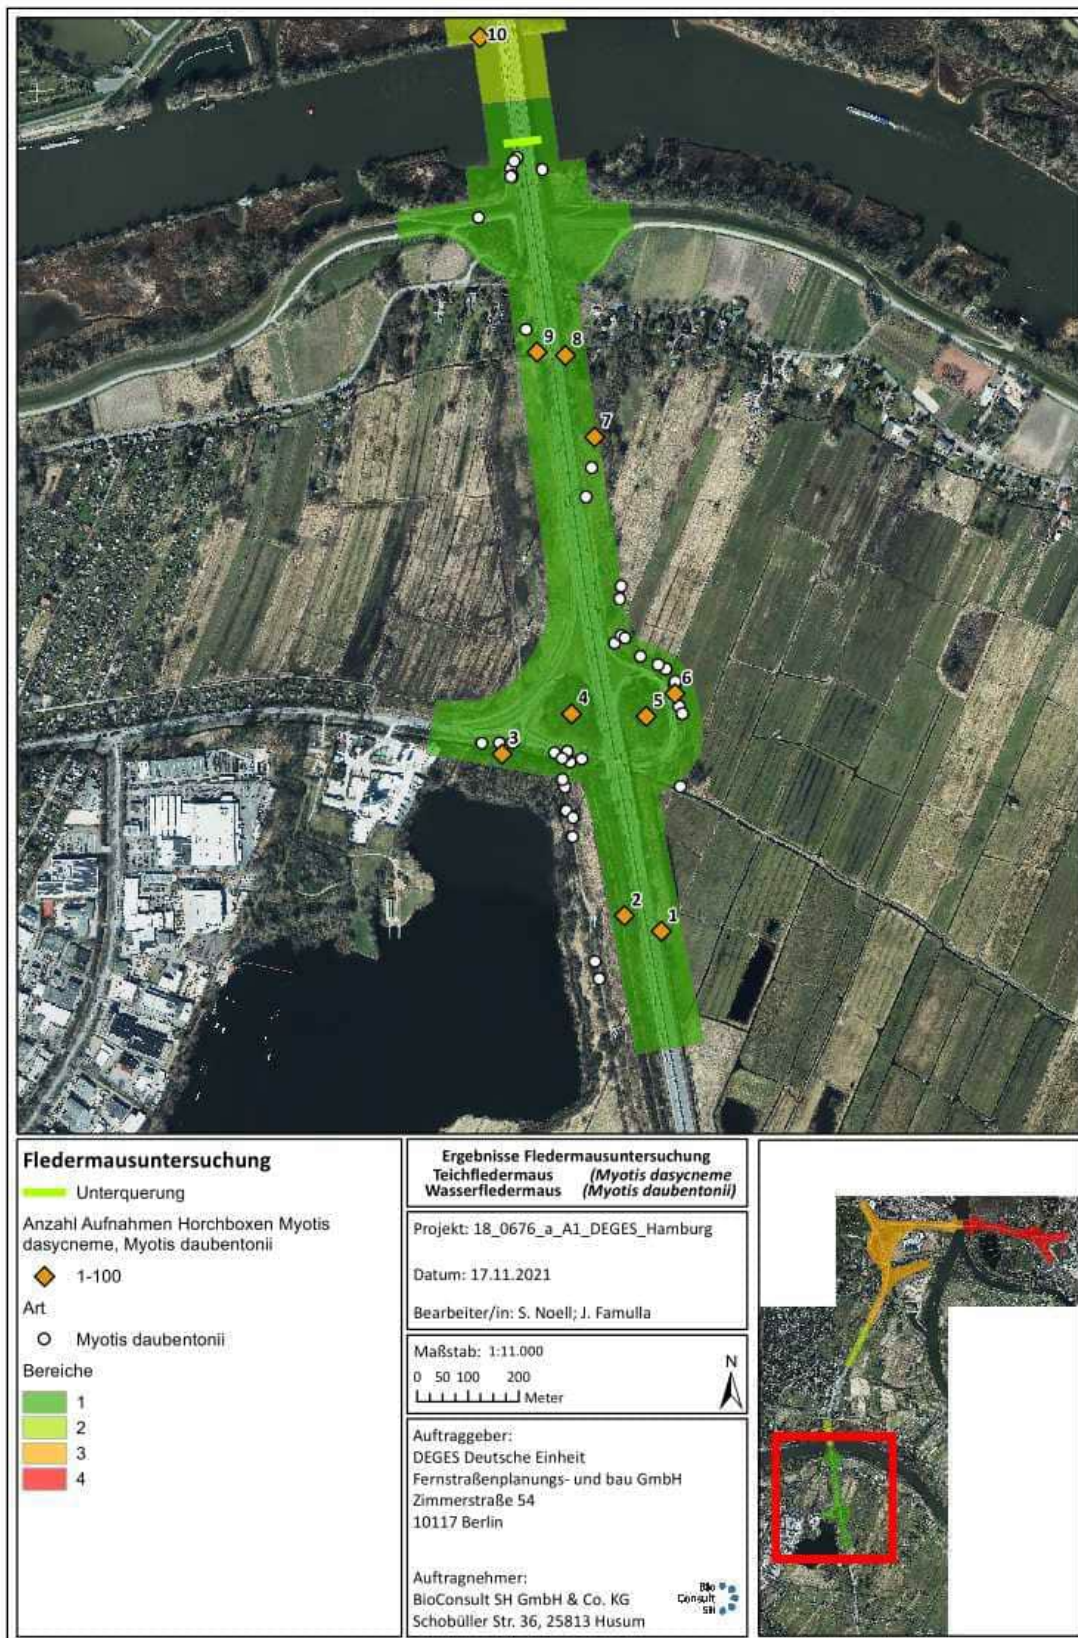 10
9
8
7
6
5
4
3
2
1
Fledermausuntersuchung
Unterquerung
Anzahl Aufnahmen Horchboxen Myotis
dasycneme, Myotis daubentonii
1-100
Art
Myotis daubentonii
Bereiche
1
2
3
4
Ergebnisse Fledermausuntersuchung
Teichfledermaus (Myotis dasycneme
Wasserfledermaus (Myotis daubentonii)
Projekt: 18_0676_a_A1_DEGES_Hamburg
Datum: 17.11.2021
Bearbeiter/in: S. Noell; J. Famulla
Maßstab: 1:11.000
0 50 100 200
Meter
N
Auftraggeber:
DEGES Deutsche Einheit
Fernstraßenplanungs- und bau GmbH
Zimmerstraße 54
10117 Berlin
Auftragnehmer:
BioConsult SH GmbH & Co. KG
Schobüller Str. 36, 25813 Husum
Bio
Consult
SH